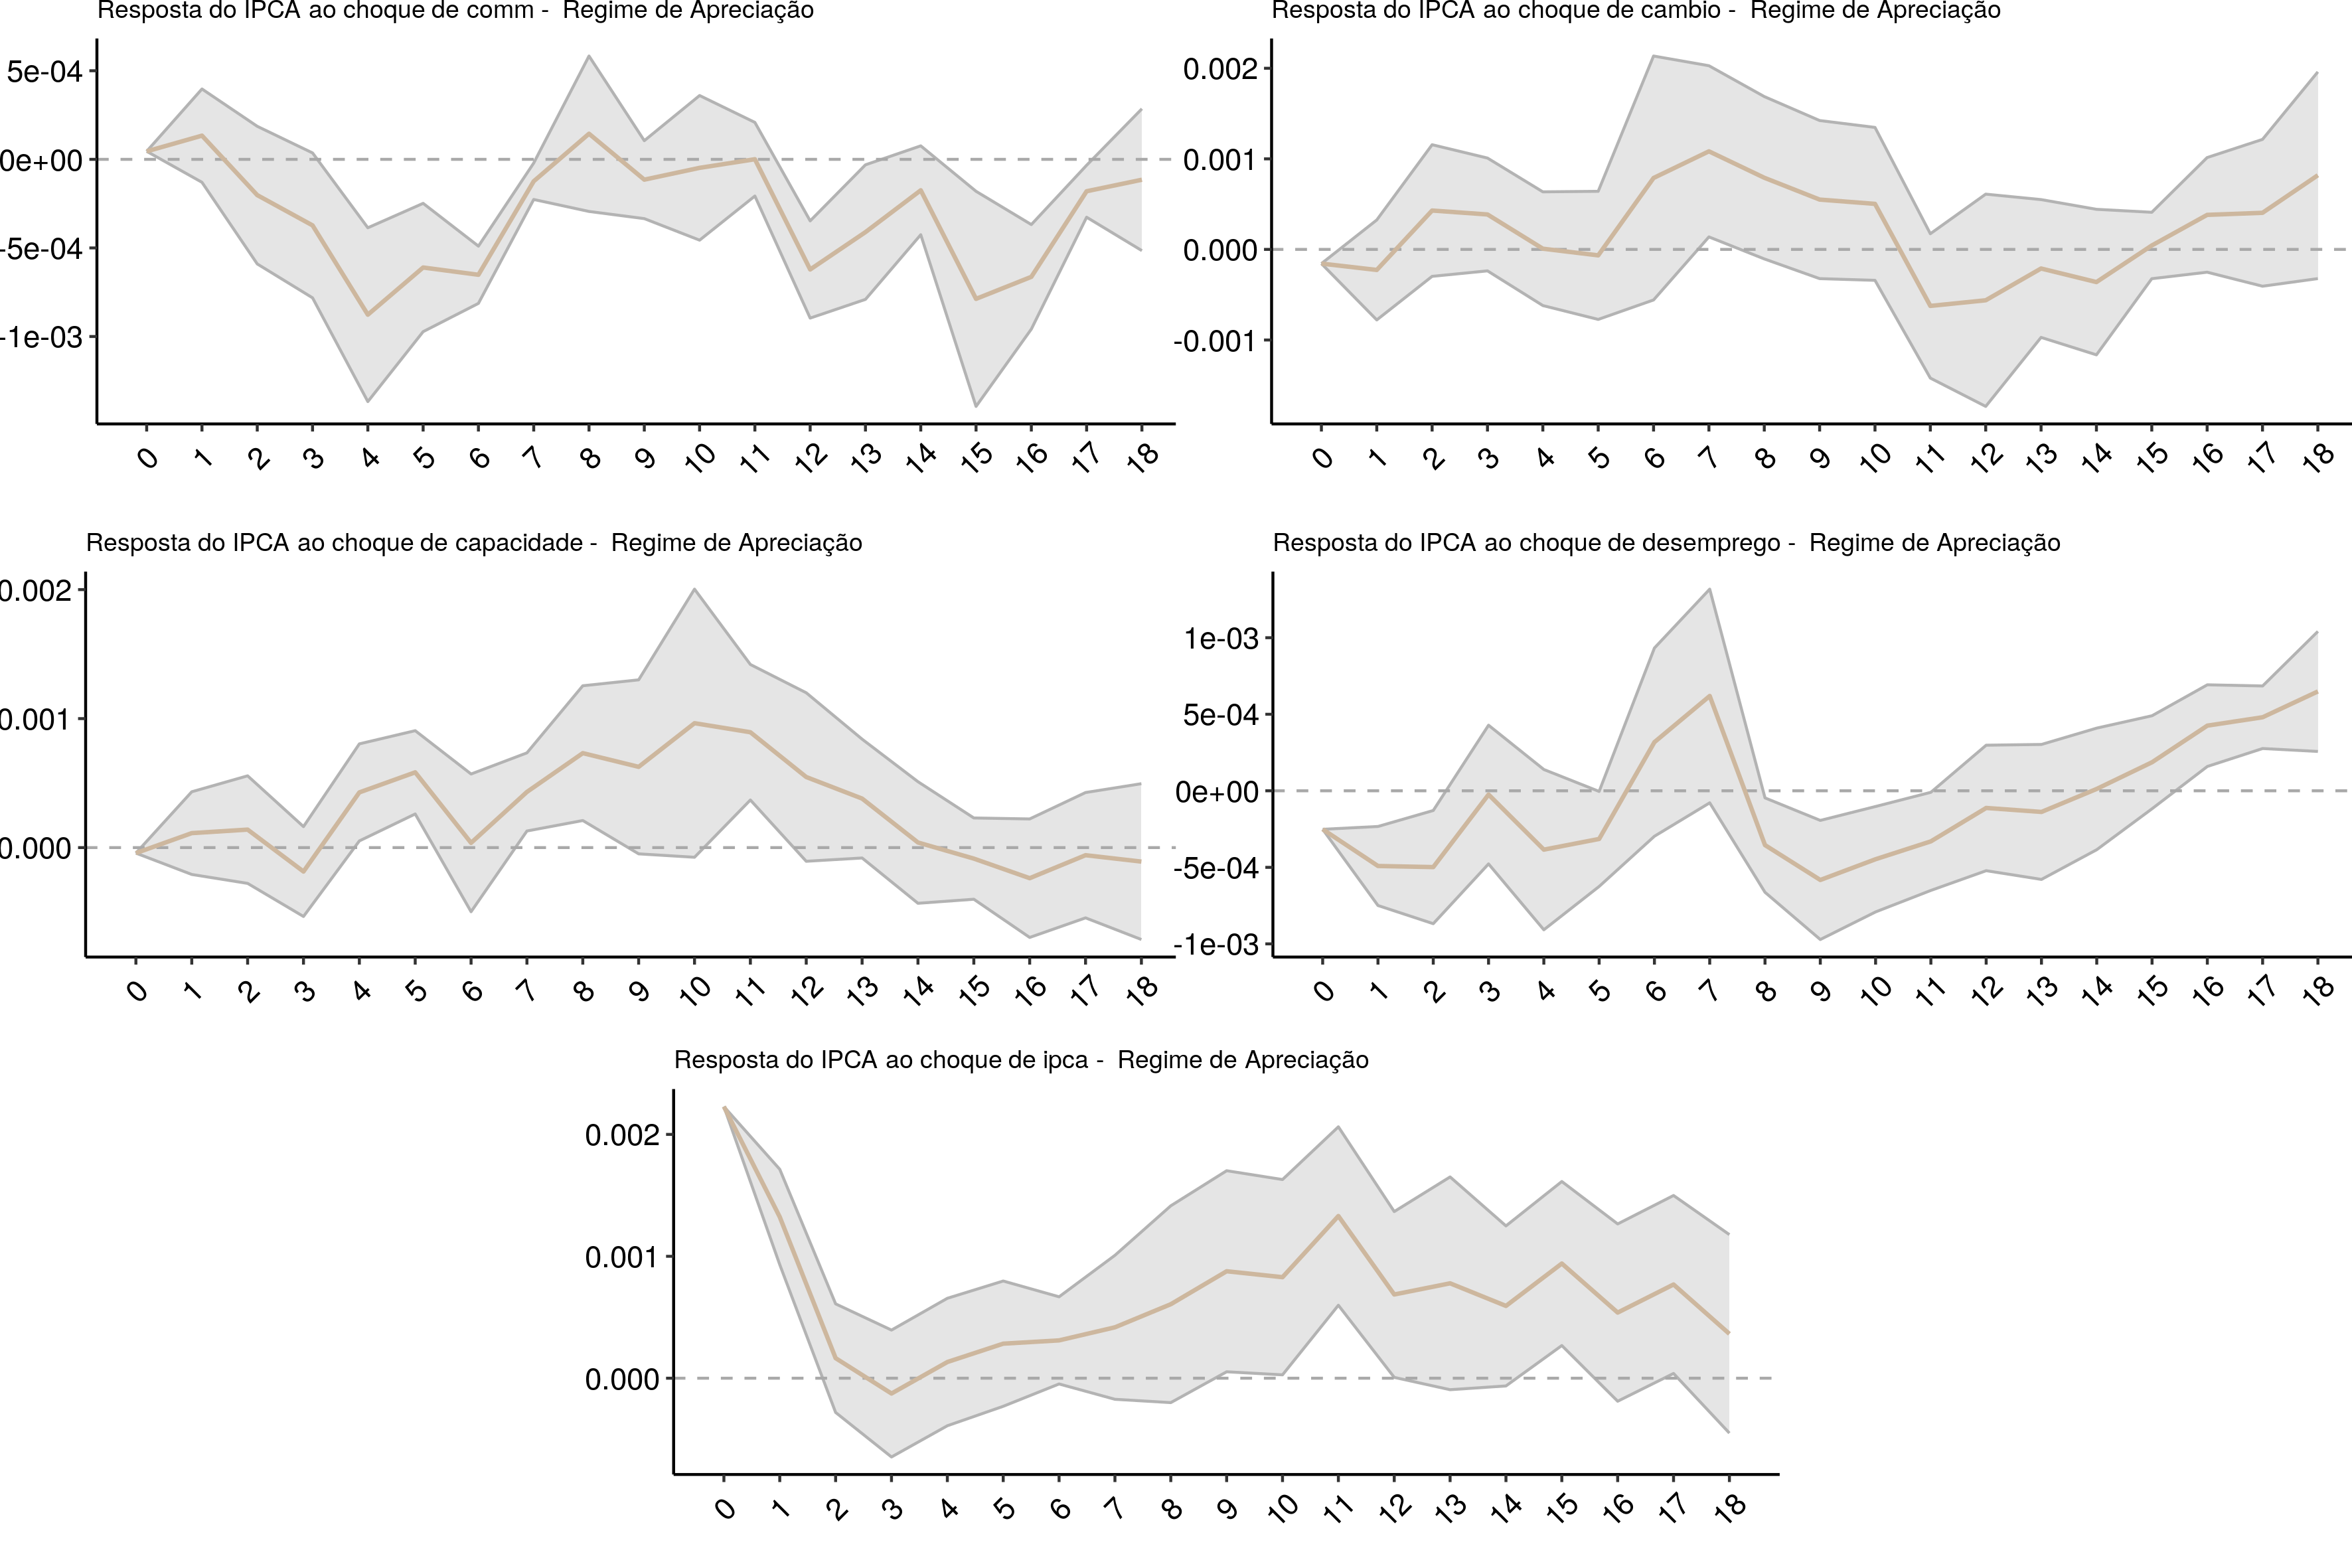 Resposta do IPCA ao choque de comm -  Regime de Apreciação
5e-04
0e+00
-5e-04
-1e-03
0 1 2 3 4 5 6 7 8 9 10 11 12 13 14 15 16 17 18
Resposta do IPCA ao choque de cambio -  Regime de Apreciação
0.002
0.001
0.000
-0.001
0 1 2 3 4 5 6 7 8 9 10 11 12 13 14 15 16 17 18
Resposta do IPCA ao choque de capacidade -  Regime de Apreciação
0.002
0.001
0.000
0 1 2 3 4 5 6 7 8 9 10 11 12 13 14 15 16 17 18
Resposta do IPCA ao choque de desemprego -  Regime de Apreciação
1e-03
5e-04
0e+00
-5e-04
-1e-03
0 1 2 3 4 5 6 7 8 9 10 11 12 13 14 15 16 17 18
Resposta do IPCA ao choque de ipca -  Regime de Apreciação
0.002
0.001
0.000
0 1 2 3 4 5 6 7 8 9 10 11 12 13 14 15 16 17 18